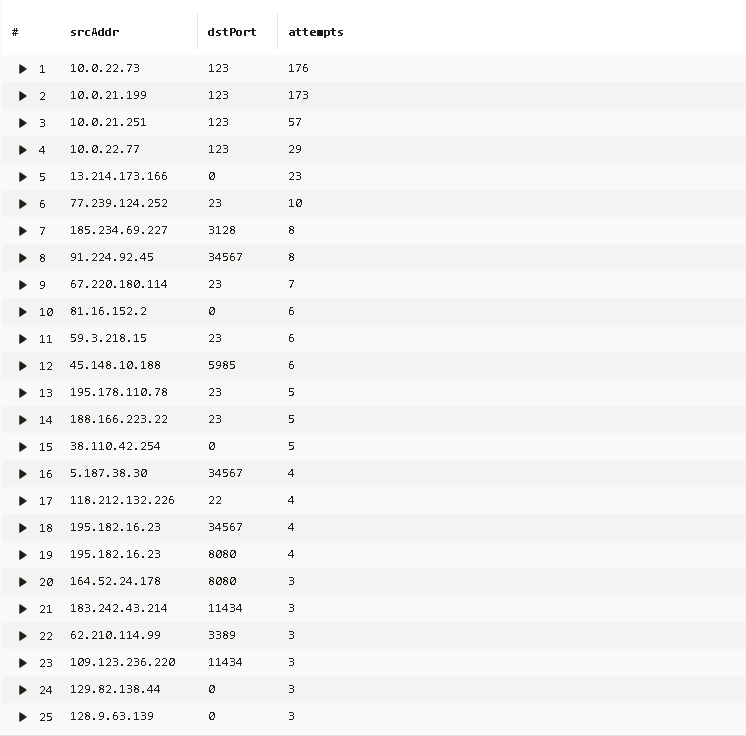 # srcAddr dstPort attempts
1 10.0.22.73 123 176
2 10.0.21.199 123 173
3 10.0.21.251 123 57
4 10.0.22.77 123 29
5 13.214.173.166 0 23
6 77.239.124.252 23 10
7 185.234.69.227 3128 8
8 91.224.92.45 34567 8
9 67.220.180.114 23 7
10 81.16.152.2 0 6
11 59.3.218.15 23 6
12 45.148.10.188 5985 6
13 195.178.110.78 23 5
14 188.166.223.22 23 5
15 38.110.42.254 0 5
16 5.187.38.30 34567 4
17 118.212.132.226 22 4
18 195.182.16.23 34567 4
19 195.182.16.23 8080 4
20 164.52.24.178 8080 3
21 183.242.43.214 11434 3
22 62.210.114.99 3389 3
23 109.123.236.220 11434 3
24 129.82.138.44 0 3
25 128.9.63.139 0 3